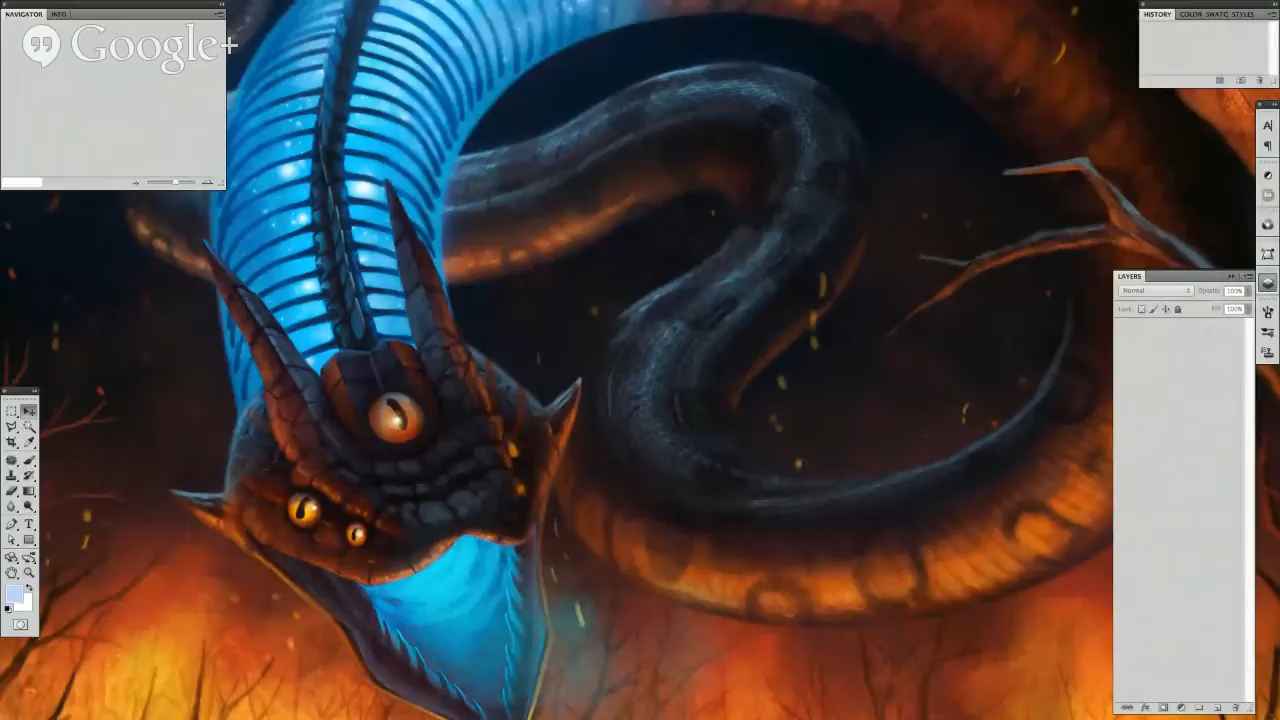 NAVIGATOR INFO
Google+
HISTORY COLOR SWATC STYLES
LAYERS
Normal Opacity: 100%
Lock: Fill: 100%